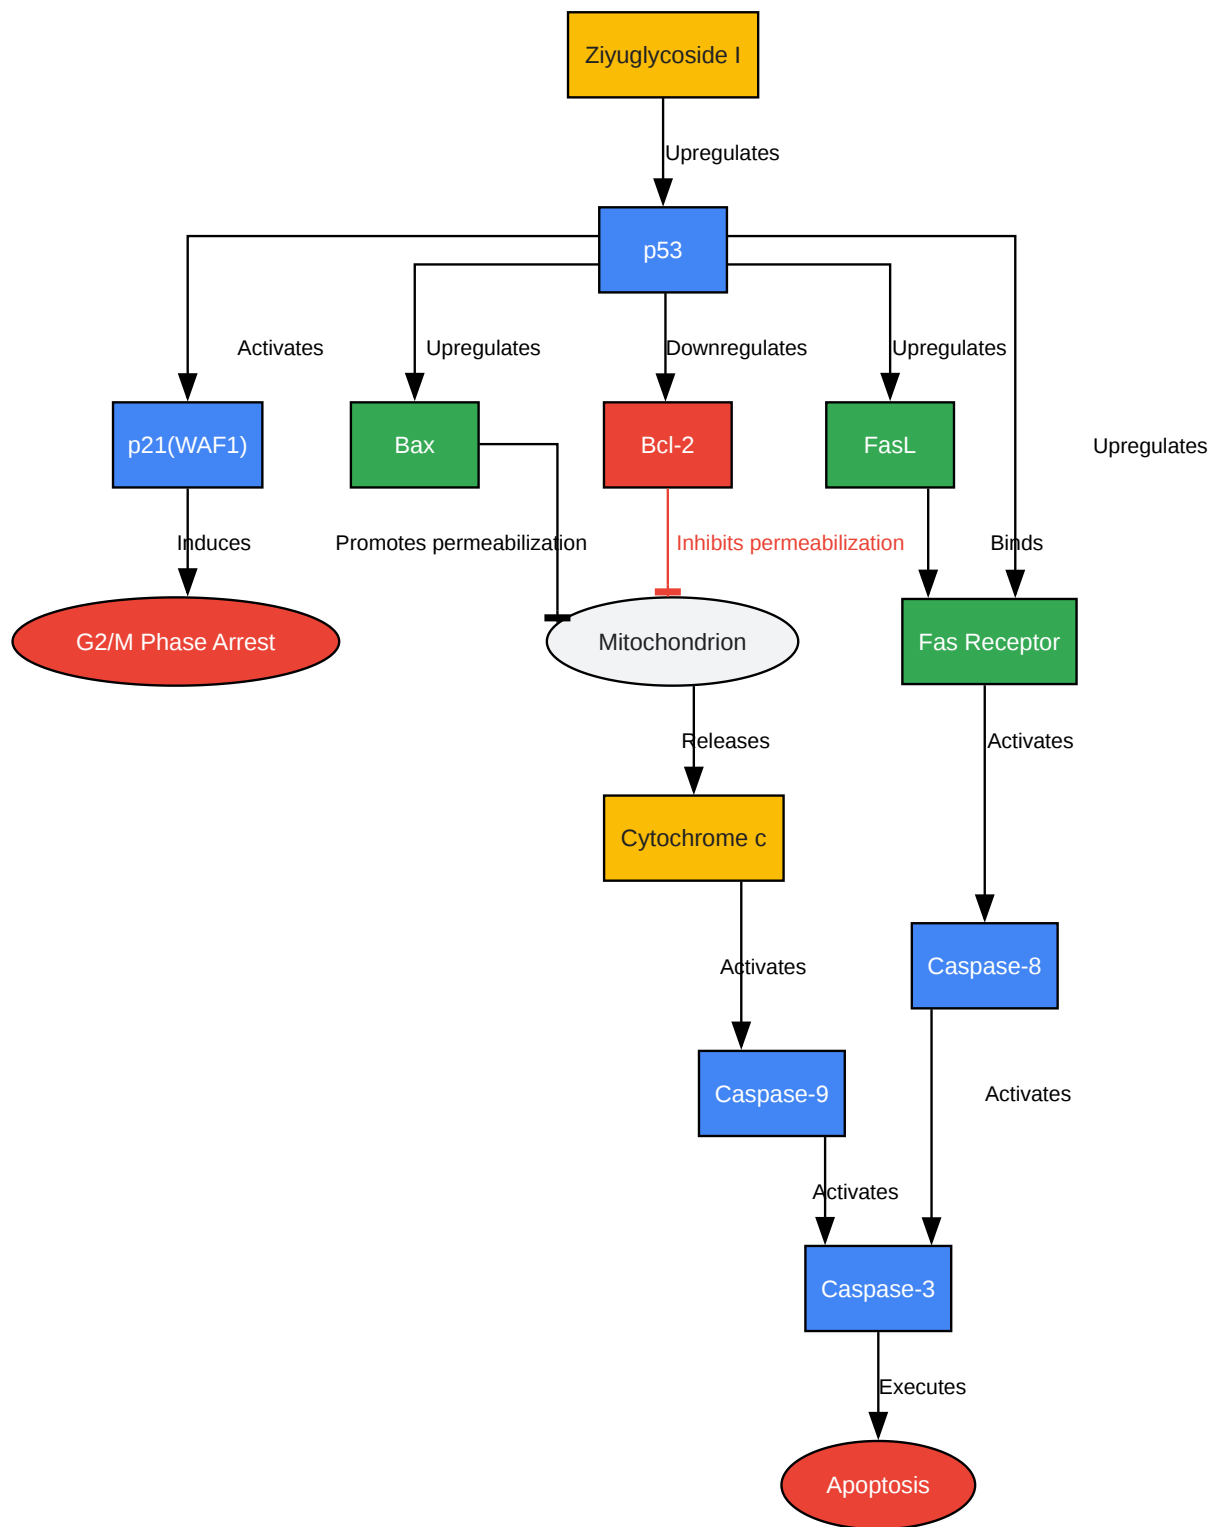 Ziyuglycoside I
Upregulates
p53
Activates
Upregulates
Downregulates
Upregulates
p21(WAF1)
Bax
Bcl-2
FasL
Upregulates
Induces
Promotes permeabilization
Inhibits permeabilization
Binds
G2/M Phase Arrest
Mitochondrion
Fas Receptor
Releases
Activates
Cytochrome c
Activates
Caspase-8
Caspase-9
Activates
Activates
Caspase-3
Executes
Apoptosis